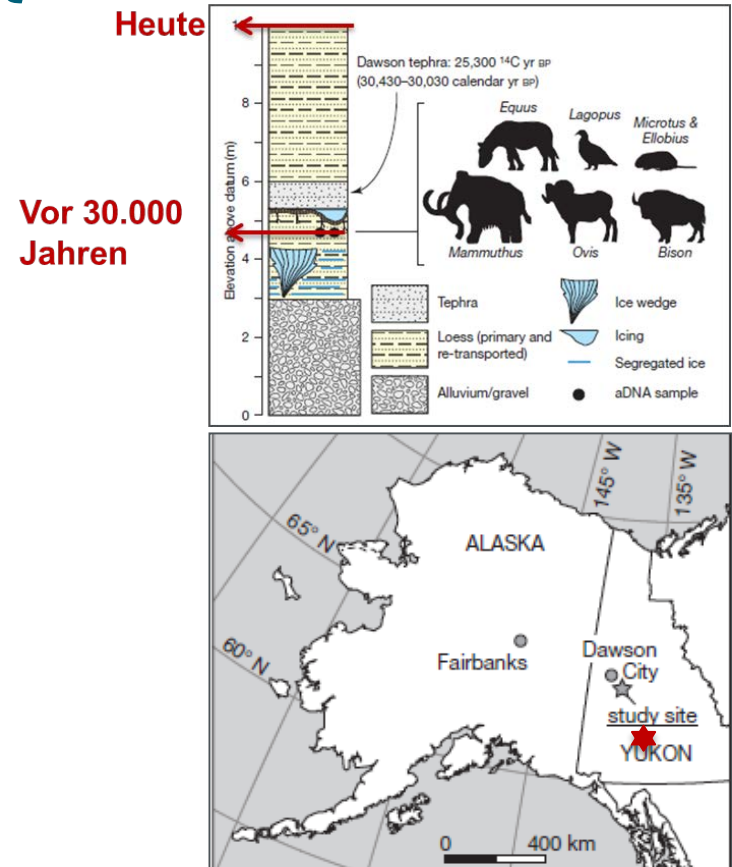 Heute
Dawson tephra: 25,300 ¹⁴C yr BP
(30,430–30,030 calendar yr BP)
Equus
Lagopus
Microtus &
Ellobius
8
6
Vor 30.000
Jahren
4
2
0
Mammuthus
Ovis
Bison
Tephra
Ice wedge
Loess (primary and
re-transported)
Icing
Segregated ice
Alluvium/gravel
aDNA sample
145° W
135° W
65° N
ALASKA
60° N
Fairbanks
Dawson
City
study site
YUKON
0
400 km